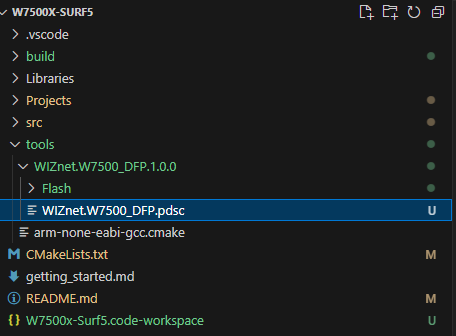 W7500X-SURF5
.vscode
build
Libraries
Projects
src
tools
WIZnet.W7500_DFP.1.0.0
Flash
WIZnet.W7500_DFP.pdsc U
arm-none-eabi-gcc.cmake
CMakeLists.txt M
getting_started.md
README.md M
W7500x-Surf5.code-workspace U